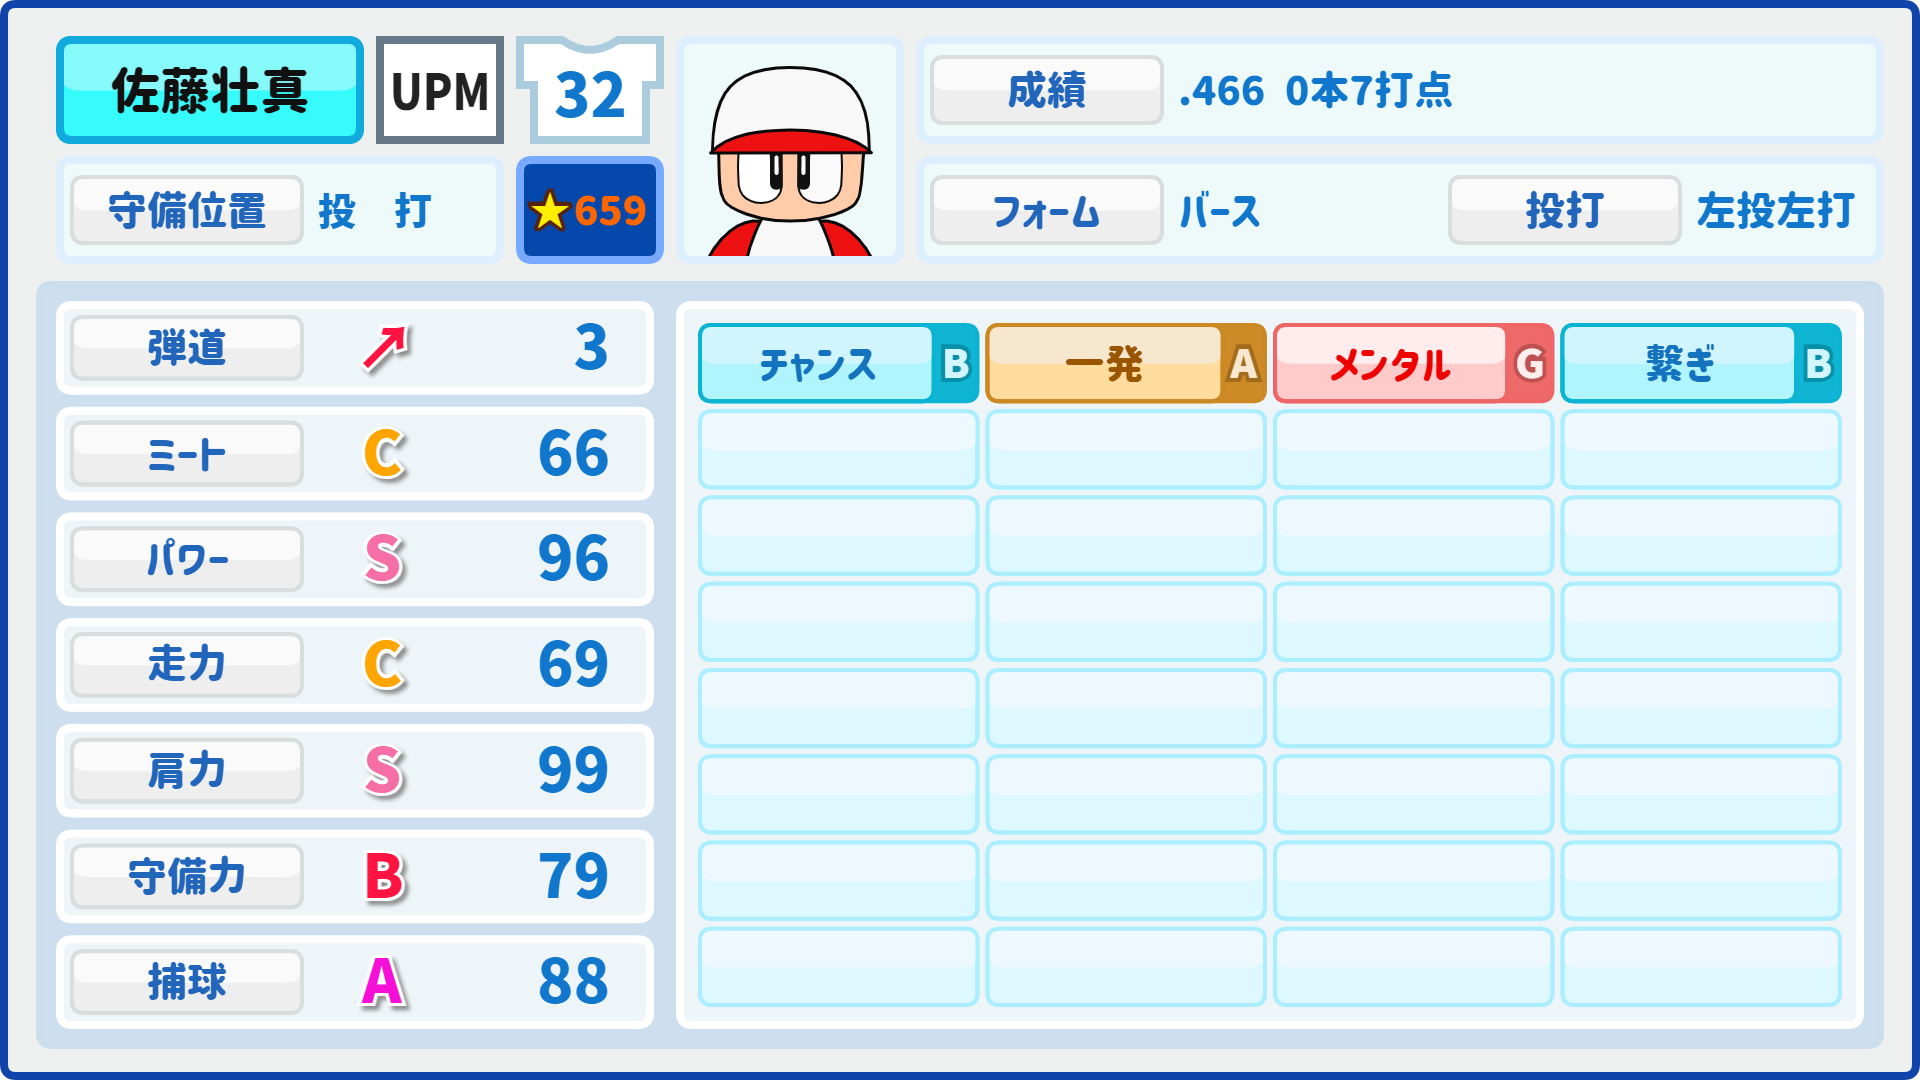 佐藤壮真 UPM 32
成績 .466 0本7打点
守備位置 投 打 ★659
フォーム バース 投打 左投左打
弾道 ↗ 3
ミート C 66
パワー S 96
走力 C 69
肩力 S 99
守備力 B 79
捕球 A 88
チャンス B 一発 A メンタル G 繋ぎ B